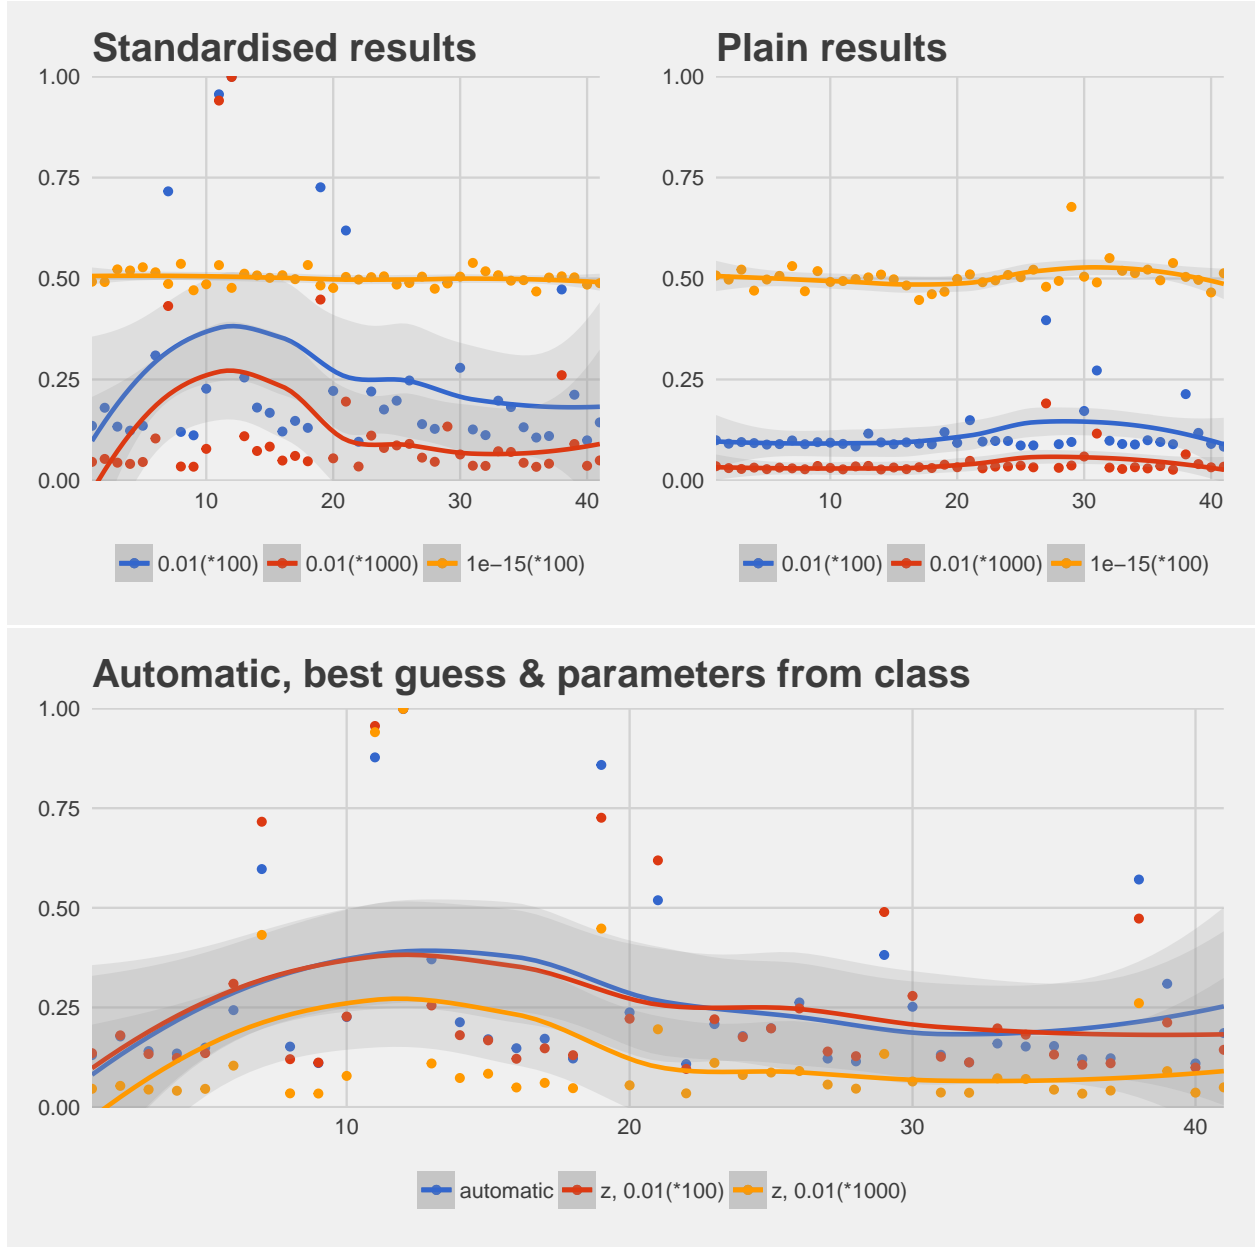 Standardised results
1.00
0.75
0.50
0.25
0.00
10 20 30 40
0.01(*100) 0.01(*1000) 1e−15(*100)
Plain results
1.00
0.75
0.50
0.25
0.00
10 20 30 40
0.01(*100) 0.01(*1000) 1e−15(*100)
Automatic, best guess & parameters from class
1.00
0.75
0.50
0.25
0.00
10 20 30 40
automatic z, 0.01(*100) z, 0.01(*1000)